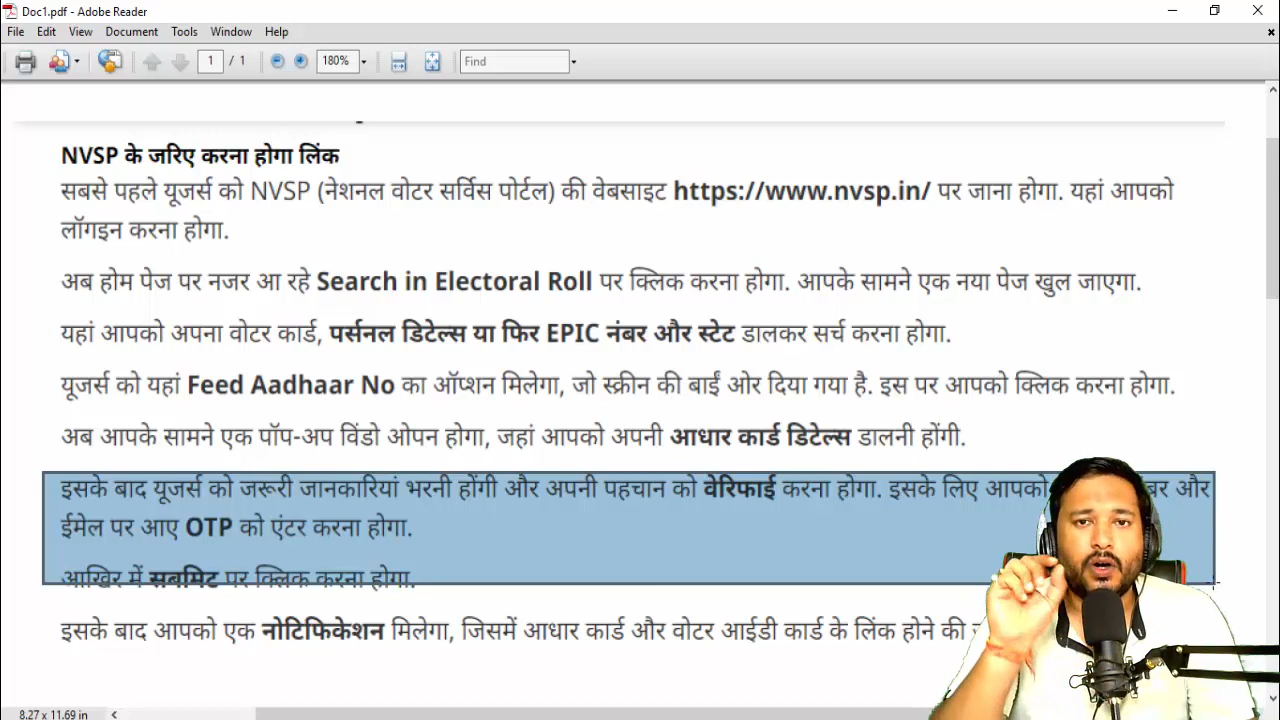 Doc1.pdf - Adobe Reader
File Edit View Document Tools Window Help
1 / 1 180% Find
NVSP के जरिए करना होगा लिंक
सबसे पहले यूजर्स को NVSP (नेशनल वोटर सर्विस पोर्टल) की वेबसाइट https://www.nvsp.in/ पर जाना होगा. यहां आपको
लॉगइन करना होगा.
अब होम पेज पर नजर आ रहे Search in Electoral Roll पर क्लिक करना होगा. आपके सामने एक नया पेज खुल जाएगा.
यहां आपको अपना वोटर कार्ड, पर्सनल डिटेल्स या फिर EPIC नंबर और स्टेट डालकर सर्च करना होगा.
यूजर्स को यहां Feed Aadhaar No का ऑप्शन मिलेगा, जो स्क्रीन की बाईं ओर दिया गया है. इस पर आपको क्लिक करना होगा.
अब आपके सामने एक पॉप-अप विंडो ओपन होगा, जहां आपको अपनी आधार कार्ड डिटेल्स डालनी होंगी.
इसके बाद यूजर्स को जरूरी जानकारियां भरनी होंगी और अपनी पहचान को वेरिफाई करना होगा. इसके लिए आपको और
ईमेल पर आए OTP को एंटर करना होगा.
आखिर में सबमिट पर क्लिक करना होगा.
इसके बाद आपको एक नोटिफिकेशन मिलेगा, जिसमें आधार कार्ड और वोटर आईडी कार्ड के लिंक होने की
8.27 x 11.69 in